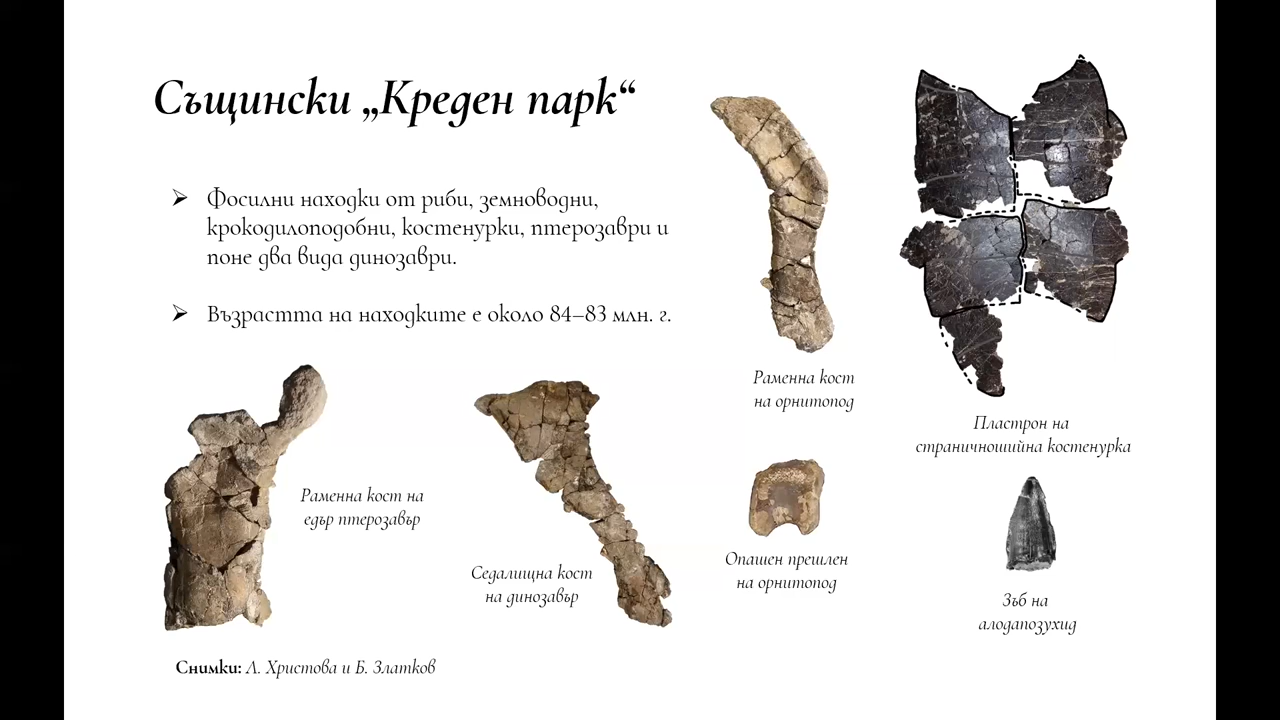 Същински „Креден парк“
➢ Фосилни находки от риби, земноводни,
крокодилоподобни, костенурки, птерозаври и
поне два вида динозаври.
➢ Възрастта на находките е около 84–83 млн. г.
Раменна кост
на орнитопод
Пластрон на
страничношийна костенурка
Раменна кост на
едър птерозавър
Седалищна кост
на динозавър
Опашен прешлен
на орнитопод
Зъб на
алодапозухид
Снимки: Л. Христова и Б. Златков